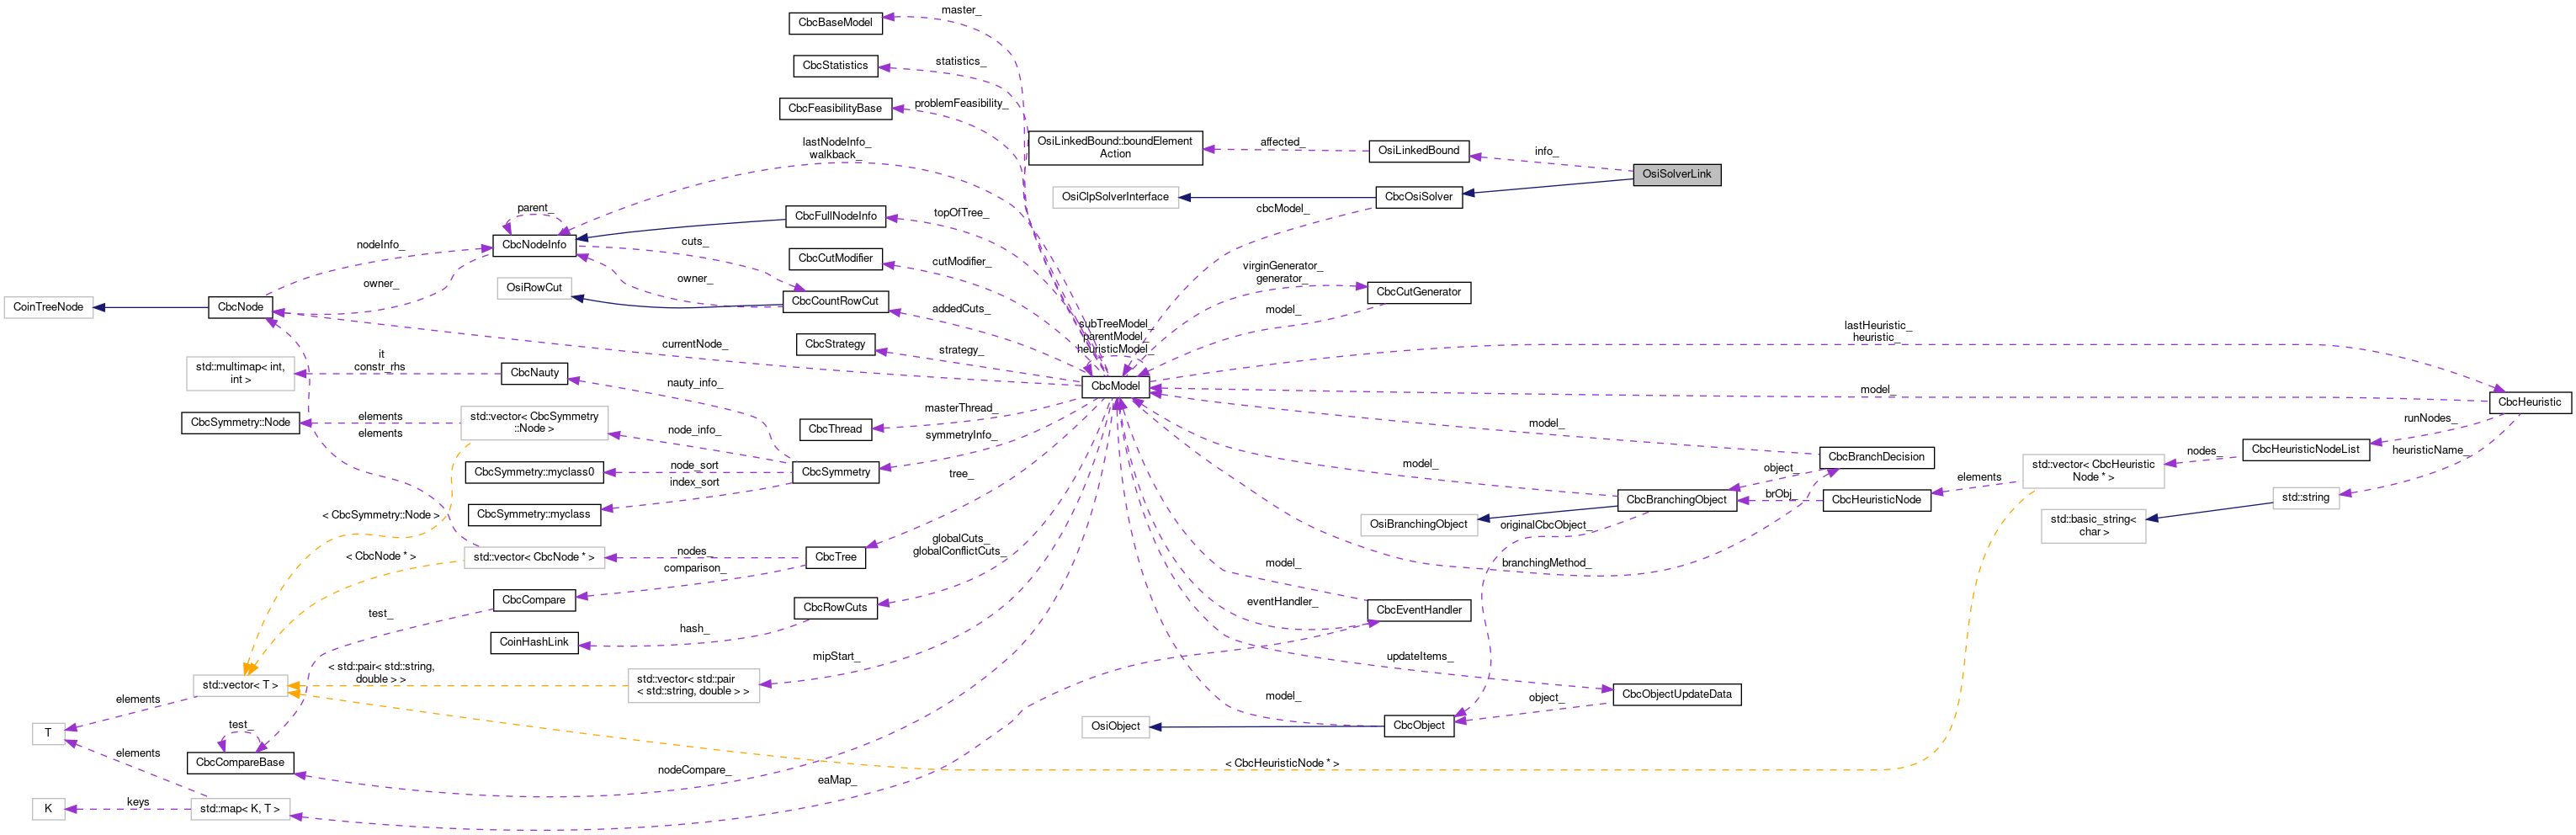 master_
CbcBaseModel
statistics_
CbcStatistics
problemFeasibility_
CbcFeasibilityBase
lastNodeInfo_
walkback_
OsiLinkedBound::boundElement
Action
affected_
OsiLinkedBound
info_
OsiSolverLink
OsiClpSolverInterface
CbcOsiSolver
cbcModel_
parent_
CbcFullNodeInfo
topOfTree_
CbcNodeInfo
nodeInfo_
cuts_
CbcCutModifier
cutModifier_
owner_
owner_
OsiRowCut
CbcCountRowCut
addedCuts_
virginGenerator_
generator_
CbcCutGenerator
model_
CoinTreeNode
CbcNode
currentNode_
CbcStrategy
strategy_
subTreeModel_
parentModel_
heuristicModel_
lastHeuristic_
heuristic_
std::multimap< int,
int >
it
constr_rhs
CbcNauty
nauty_info_
CbcModel
model_
CbcHeuristic
CbcSymmetry::Node
elements
elements
std::vector< CbcSymmetry
::Node >
node_info_
masterThread_
CbcThread
symmetryInfo_
model_
runNodes_
CbcHeuristicNodeList
heuristicName_
CbcSymmetry::myclass0
node_sort
index_sort
CbcSymmetry
tree_
model_
object_
CbcBranchDecision
nodes_
std::vector< CbcHeuristic
Node * >
elements
CbcHeuristicNode
brObj_
CbcBranchingObject
std::string
CbcSymmetry::myclass
< CbcSymmetry::Node >
OsiBranchingObject
originalCbcObject_
std::basic_string<
char >
< CbcNode * >
std::vector< CbcNode * >
nodes_
comparison_
CbcTree
globalCuts_
globalConflictCuts_
model_
branchingMethod_
test_
CbcCompare
CbcRowCuts
eventHandler_
CbcEventHandler
CoinHashLink
hash_
mipStart_
updateItems_
std::vector< T >
< std::pair< std::string,
double > >
std::vector< std::pair
< std::string, double > >
elements
T
test_
model_
object_
CbcObjectUpdateData
OsiObject
CbcObject
elements
CbcCompareBase
nodeCompare_
eaMap_
< CbcHeuristicNode * >
K
keys
std::map< K, T >